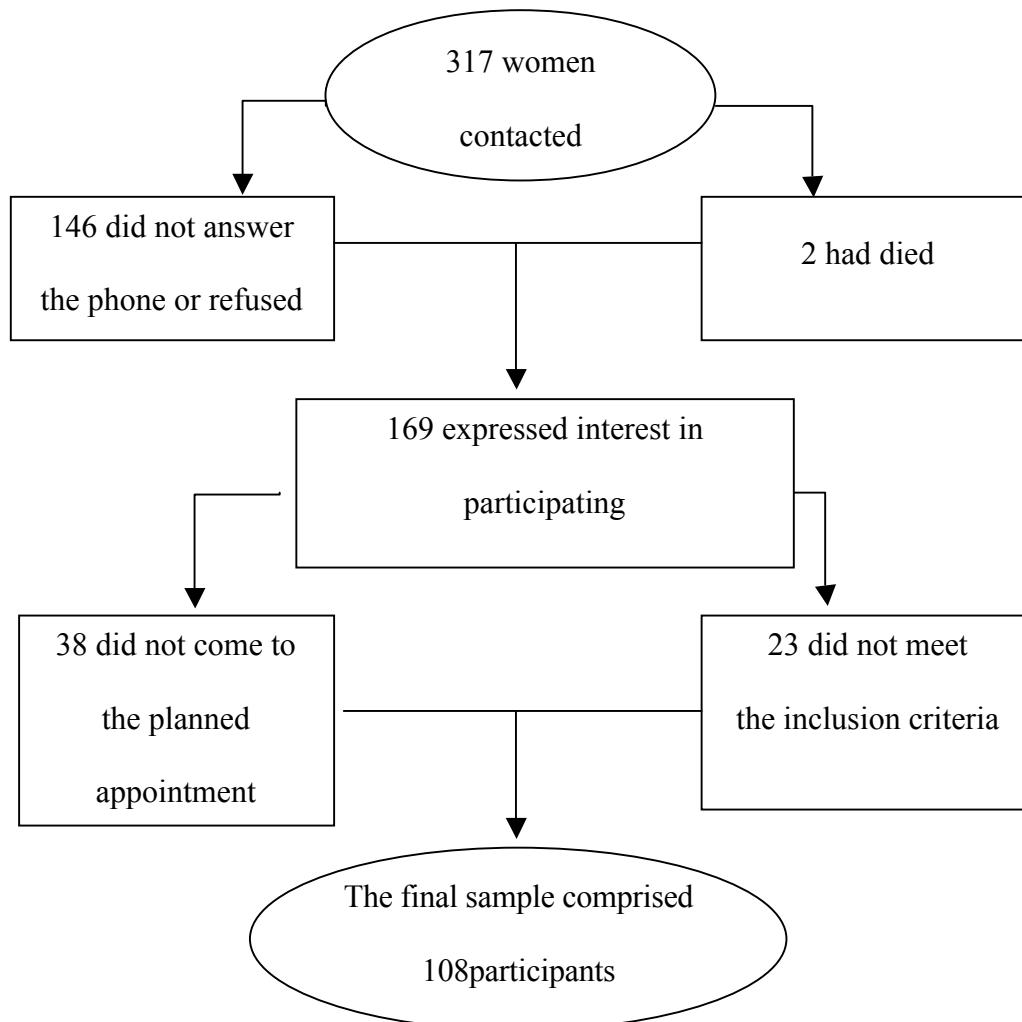 317 women
contacted
146 did not answer
the phone or refused
2 had died
169 expressed interest in
participating
38 did not come to
the planned
appointment
23 did not meet
the inclusion criteria
The final sample comprised
108participants